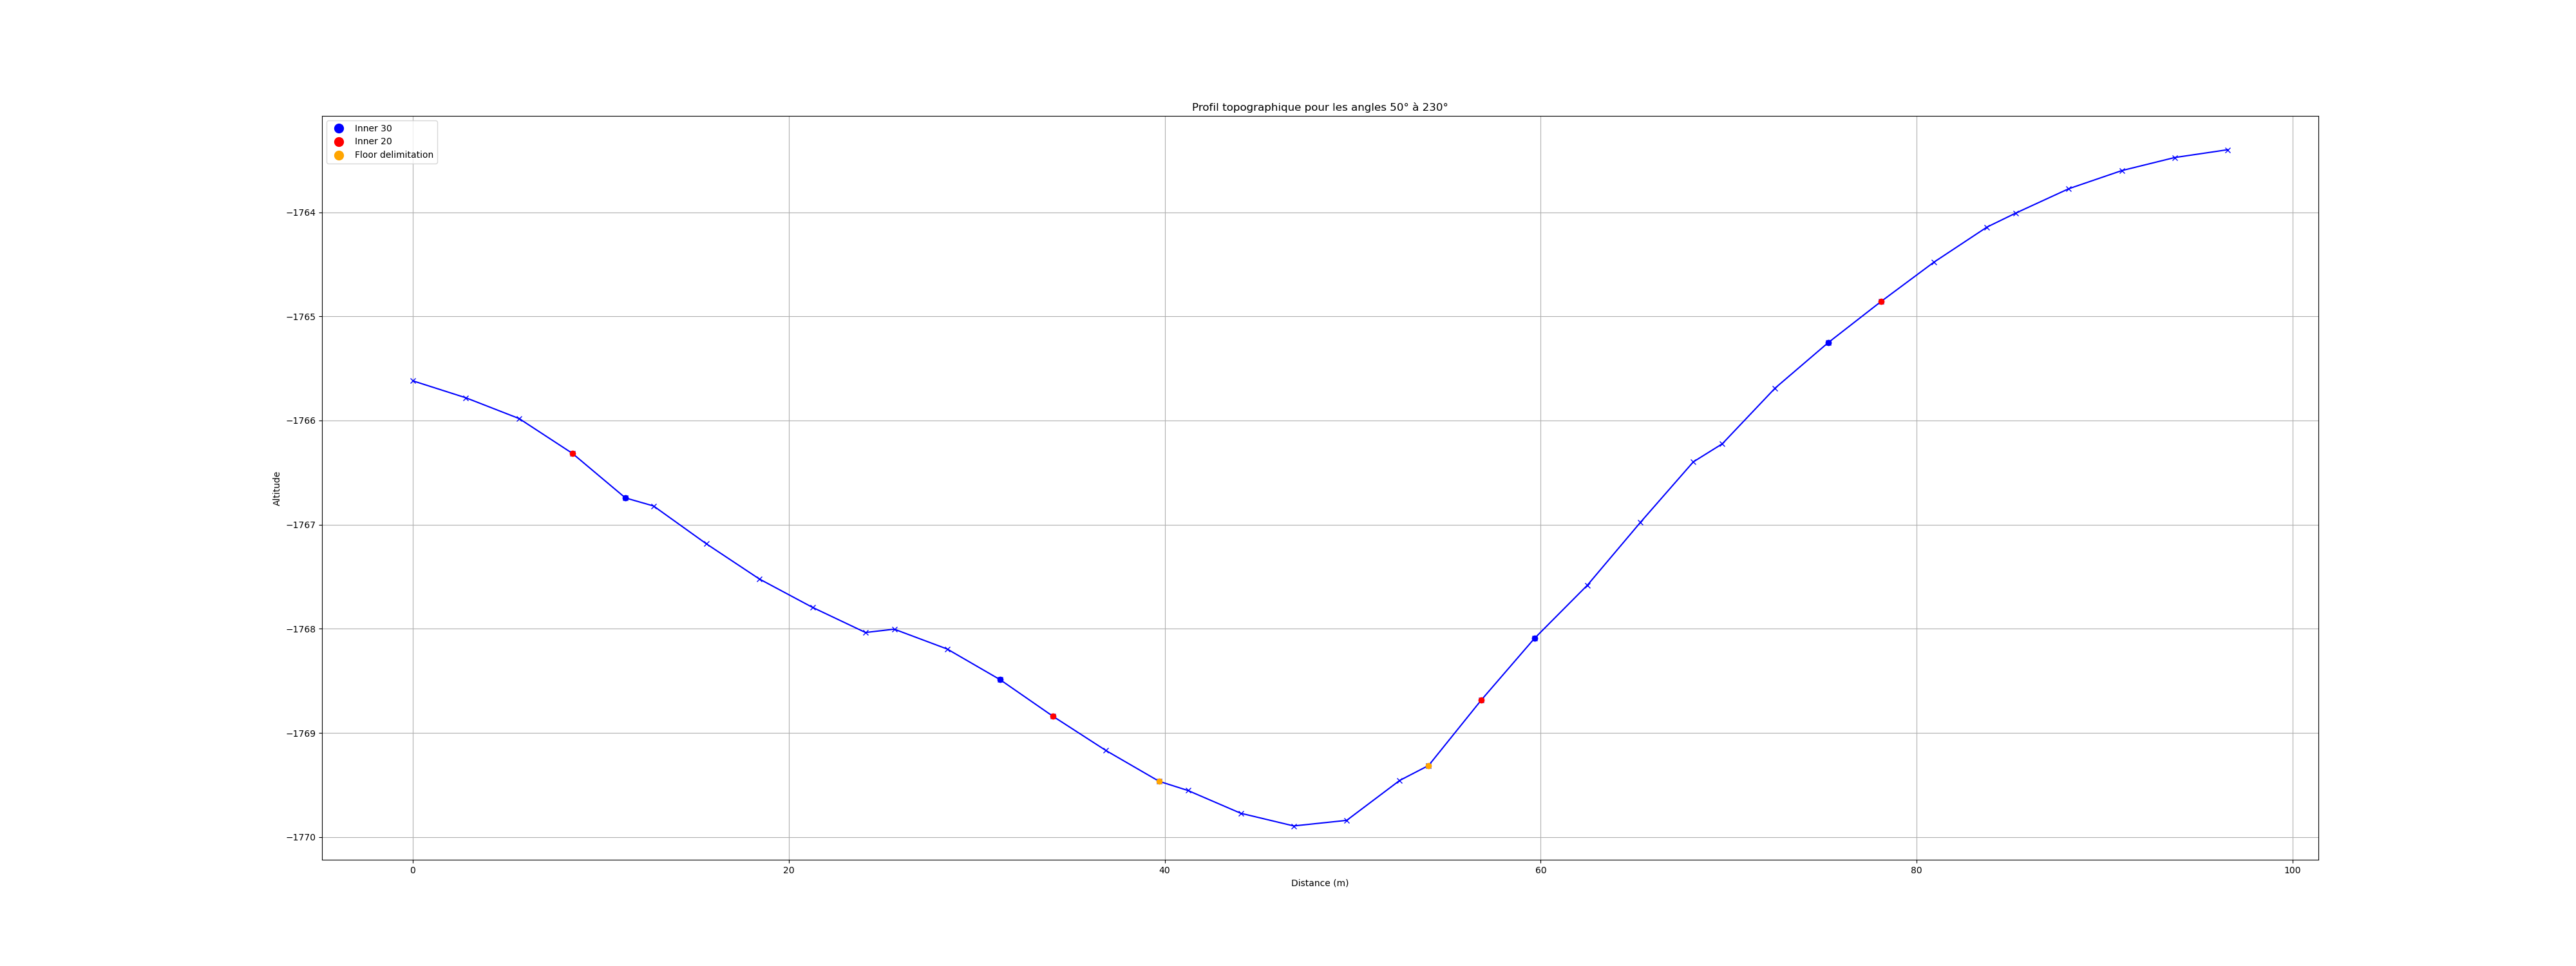 Profil topographique pour les angles 50° à 230°
Inner 30
Inner 20
Floor delimitation
Altitude
−1764
−1765
−1766
−1767
−1768
−1769
−1770
0 20 40 60 80 100
Distance (m)